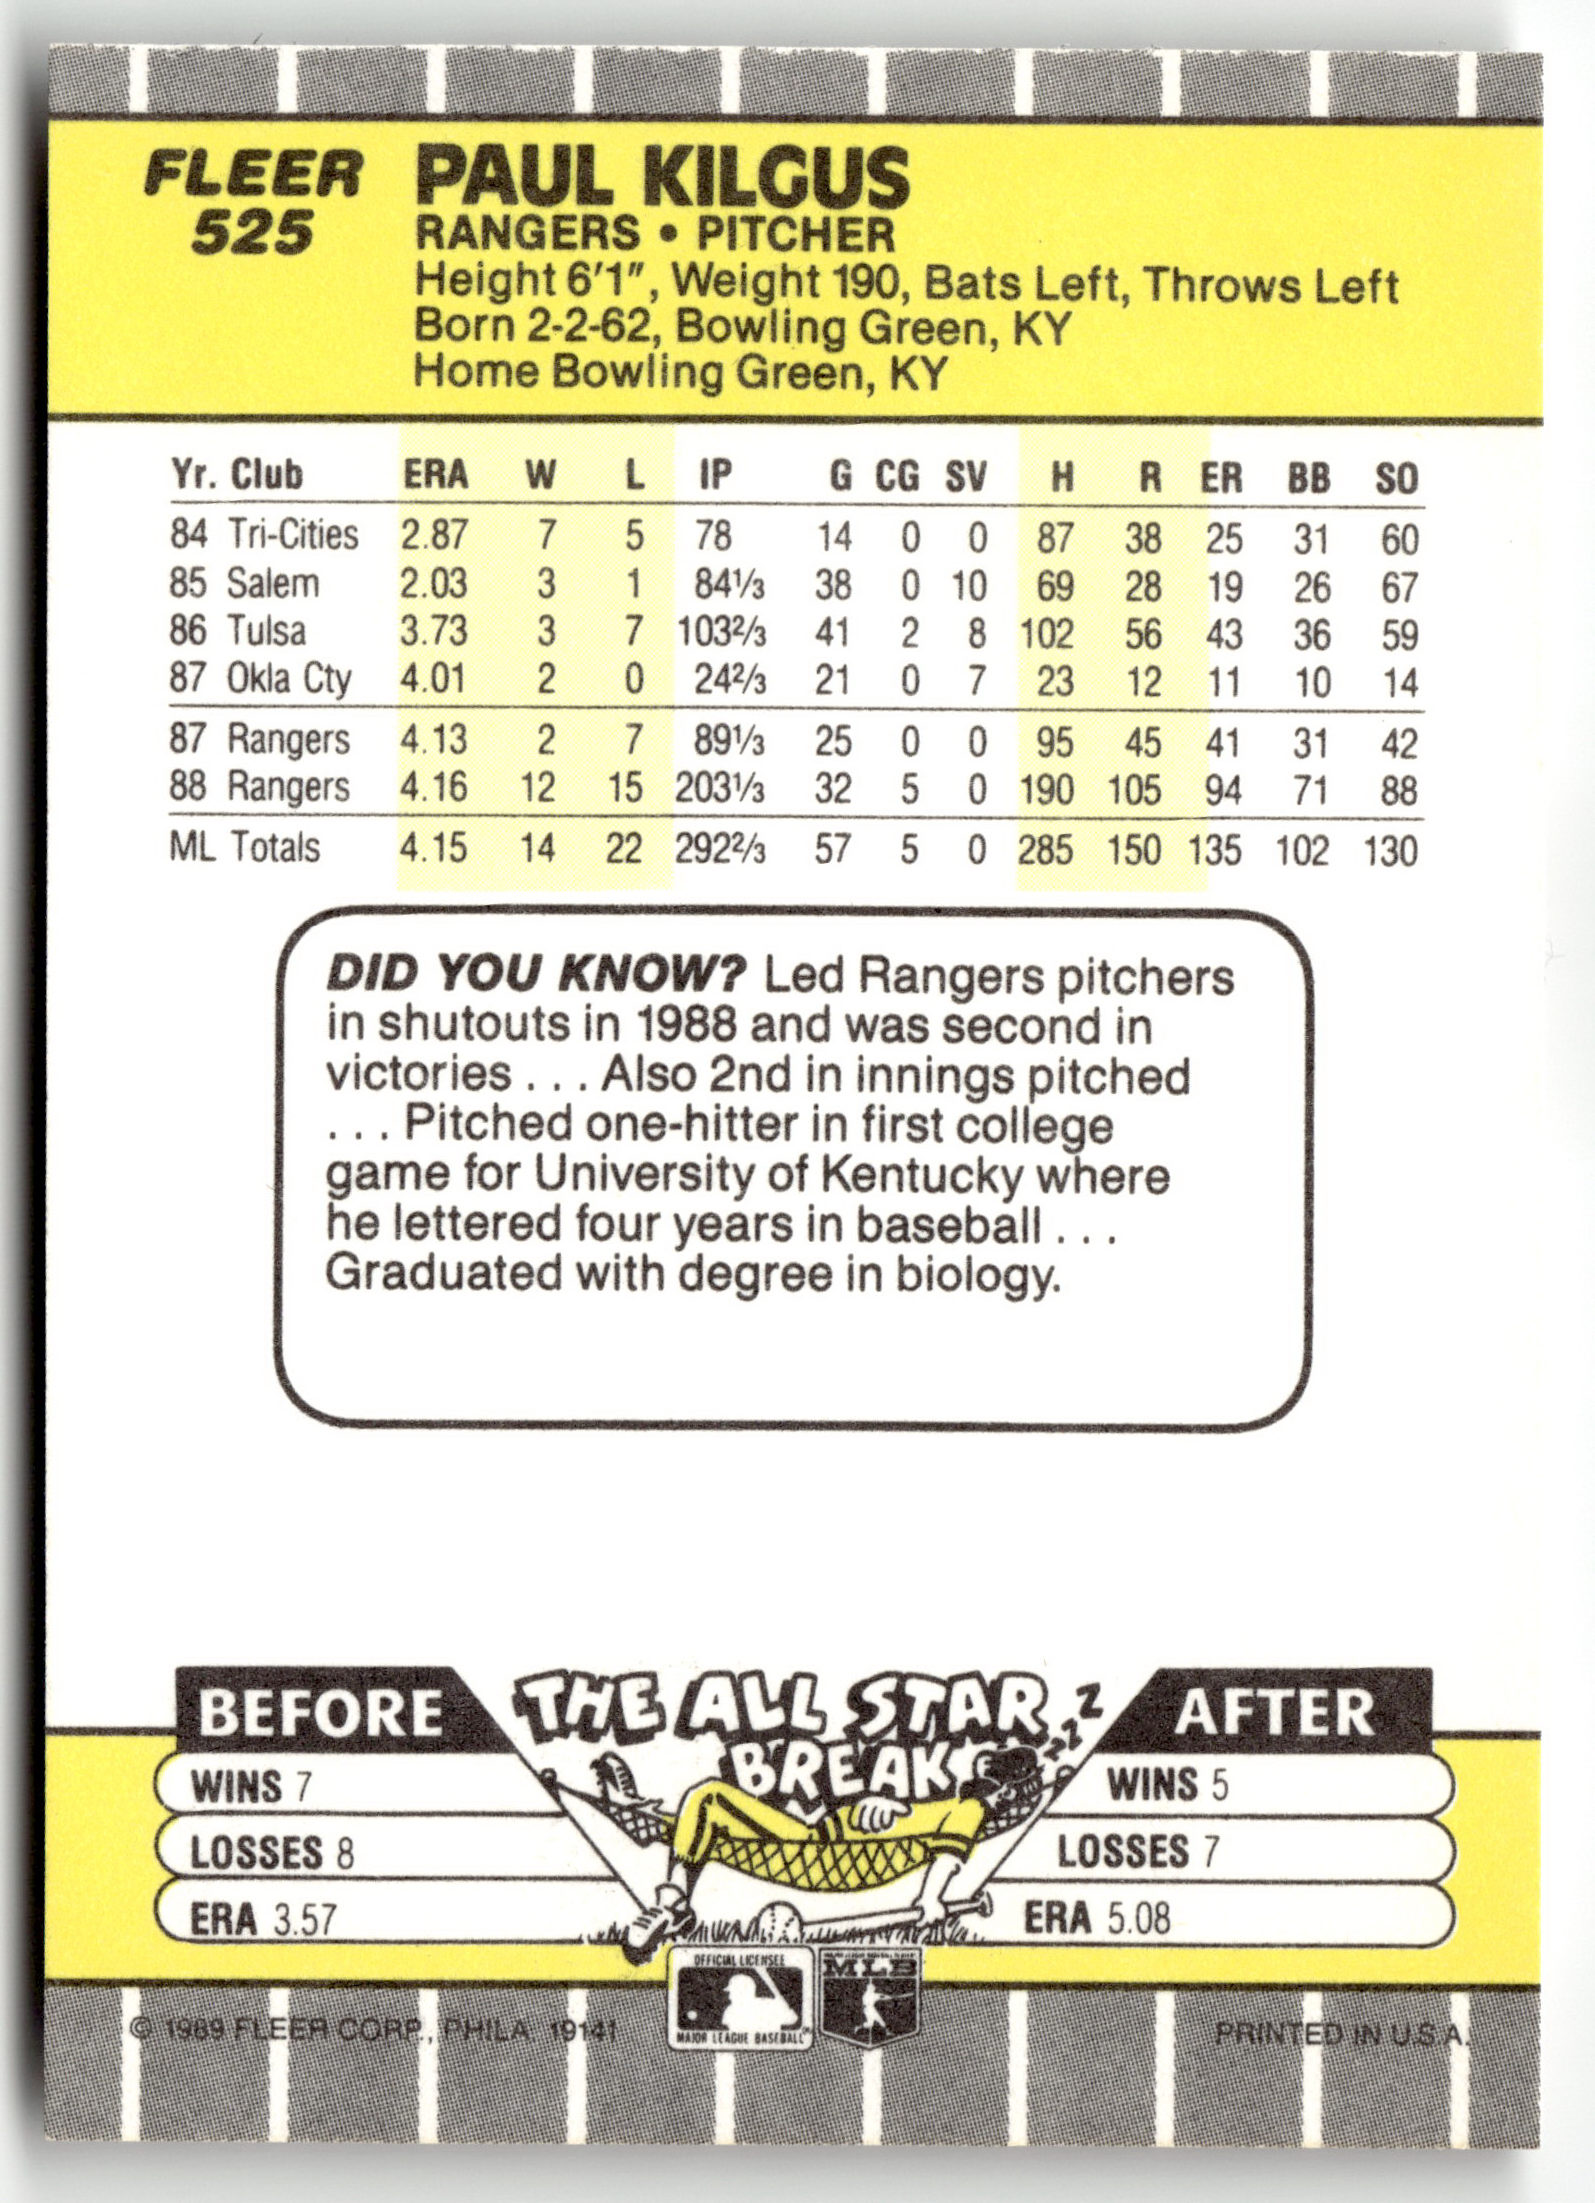 FLEER
525
PAUL KILGUS
RANGERS • PITCHER
Height 6'1", Weight 190, Bats Left, Throws Left
Born 2-2-62, Bowling Green, KY
Home Bowling Green, KY
Yr. Club ERA W L IP G CG SV H R ER BB SO
84 Tri-Cities 2.87 7 5 78 14 0 0 87 38 25 31 60
85 Salem 2.03 3 1 84⅓ 38 0 10 69 28 19 26 67
86 Tulsa 3.73 3 7 103⅔ 41 2 8 102 56 43 36 59
87 Okla Cty 4.01 2 0 24⅔ 21 0 7 23 12 11 10 14
87 Rangers 4.13 2 7 89⅓ 25 0 0 95 45 41 31 42
88 Rangers 4.16 12 15 203⅓ 32 5 0 190 105 94 71 88
ML Totals 4.15 14 22 292⅔ 57 5 0 285 150 135 102 130
DID YOU KNOW? Led Rangers pitchers
in shutouts in 1988 and was second in
victories . . . Also 2nd in innings pitched
. . . Pitched one-hitter in first college
game for University of Kentucky where
he lettered four years in baseball . . .
Graduated with degree in biology.
BEFORE
THE ALL STAR
BREAK
ZZZZ
AFTER
WINS 7
LOSSES 8
ERA 3.57
WINS 5
LOSSES 7
ERA 5.08
OFFICIAL LICENSEE
MAJOR LEAGUE BASEBALL
MLB
© 1989 FLEER CORP., PHILA. 19141
PRINTED IN U.S.A.